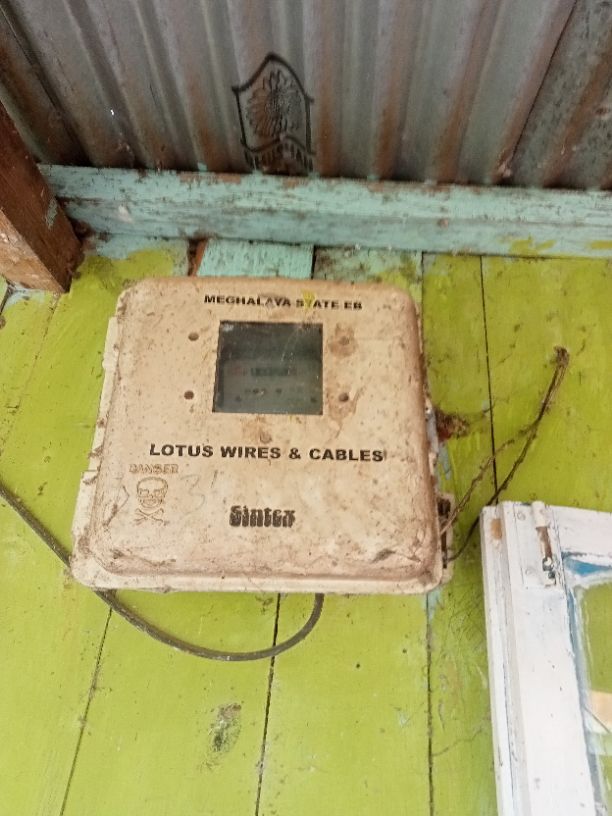 MEGHALAYA STATE EB
LOTUS WIRES & CABLES
DANGER
Sintex